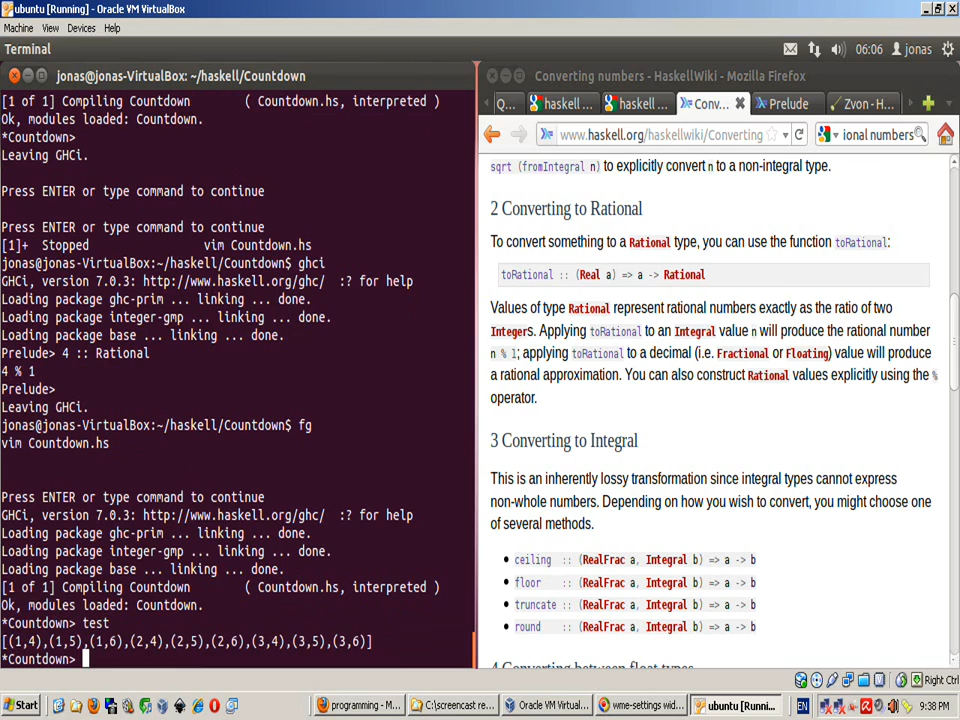 ubuntu [Running] - Oracle VM VirtualBox
Machine View Devices Help
Terminal
06:06 jonas
jonas@jonas-VirtualBox: ~/haskell/Countdown
[1 of 1] Compiling Countdown ( Countdown.hs, interpreted )
Ok, modules loaded: Countdown.
*Countdown>
Leaving GHCi.
Press ENTER or type command to continue
Press ENTER or type command to continue
[1]+ Stopped vim Countdown.hs
jonas@jonas-VirtualBox:~/haskell/Countdown$ ghci
GHCi, version 7.0.3: http://www.haskell.org/ghc/ :? for help
Loading package ghc-prim ... linking ... done.
Loading package integer-gmp ... linking ... done.
Loading package base ... linking ... done.
Prelude> 4 :: Rational
4 % 1
Prelude>
Leaving GHCi.
jonas@jonas-VirtualBox:~/haskell/Countdown$ fg
vim Countdown.hs
Press ENTER or type command to continue
GHCi, version 7.0.3: http://www.haskell.org/ghc/ :? for help
Loading package ghc-prim ... linking ... done.
Loading package integer-gmp ... linking ... done.
Loading package base ... linking ... done.
[1 of 1] Compiling Countdown ( Countdown.hs, interpreted )
Ok, modules loaded: Countdown.
*Countdown> test
[(1,4),(1,5),(1,6),(2,4),(2,5),(2,6),(3,4),(3,5),(3,6)]
*Countdown>
Converting numbers - HaskellWiki - Mozilla Firefox
Q... haskell ... haskell ... Conv... Prelude Zvon - H...
www.haskell.org/haskellwiki/Converting ional numbers
sqrt (fromIntegral n) to explicitly convert n to a non-integral type.
2 Converting to Rational
To convert something to a Rational type, you can use the function toRational:
toRational :: (Real a) => a -> Rational
Values of type Rational represent rational numbers exactly as the ratio of two
Integers. Applying toRational to an Integral value n will produce the rational number
n % 1; applying toRational to a decimal (i.e. Fractional or Floating) value will produce
a rational approximation. You can also construct Rational values explicitly using the %
operator.
3 Converting to Integral
This is an inherently lossy transformation since integral types cannot express
non-whole numbers. Depending on how you wish to convert, you might choose one
of several methods.
ceiling :: (RealFrac a, Integral b) => a -> b
floor :: (RealFrac a, Integral b) => a -> b
truncate :: (RealFrac a, Integral b) => a -> b
round :: (RealFrac a, Integral b) => a -> b
4 Converting between float types
Right Ctrl
Start programming - M... C:\screencast re... Oracle VM Virtual... wme-settings wid... ubuntu [Runnin... EN 9:38 PM